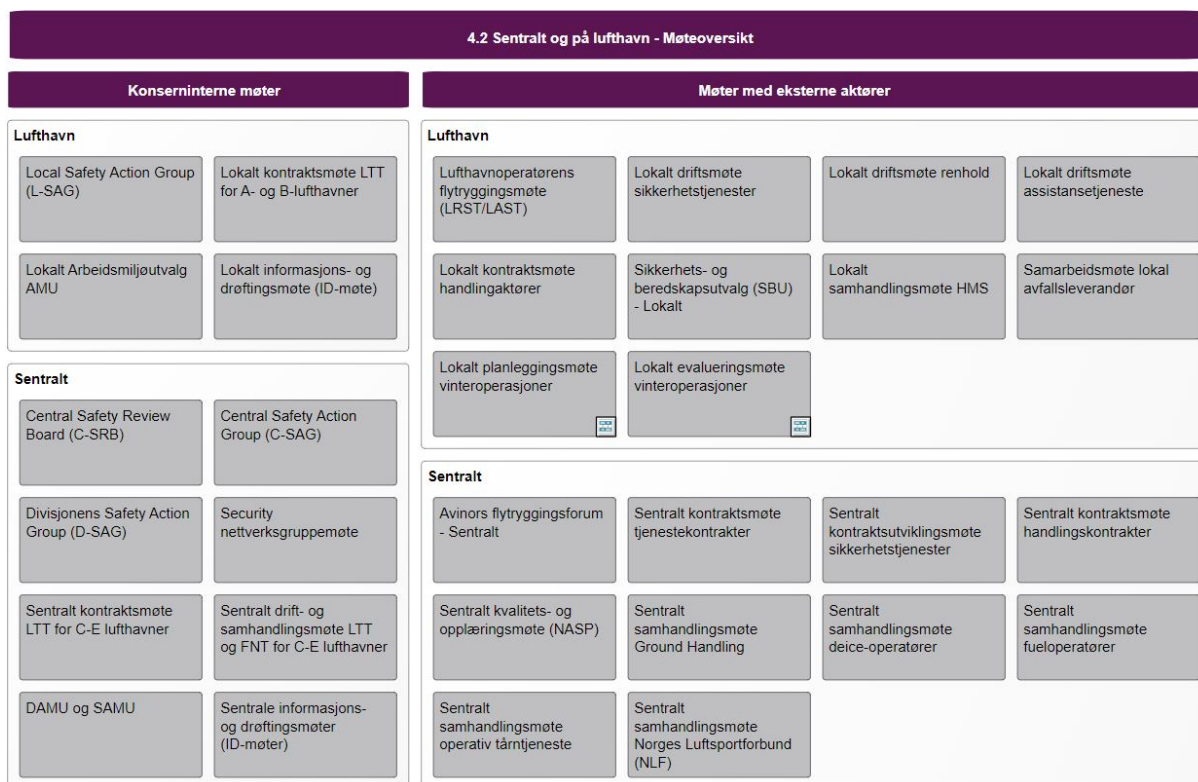 4.2 Sentralt og på lufthavn - Møteoversikt
Konserninterne møter
Lufthavn
Local Safety Action Group
(L-SAG)
Lokalt kontraktsmøte LTT
for A- og B-lufthavner
Lokalt Arbeidsmiljøutvalg
AMU
Lokalt informasjons- og
drøftingsmøte (ID-møte)
Sentralt
Central Safety Review
Board (C-SRB)
Central Safety Action
Group (C-SAG)
Divisjonens Safety Action
Group (D-SAG)
Security
nettverksgruppemøte
Sentralt kontraktsmøte
LTT for C-E lufthavner
Sentralt drift- og
samhandlingsmøte LTT
og FNT for C-E lufthavner
DAMU og SAMU
Sentrale informasjons-
og drøftingsmøter
(ID-møter)
Møter med eksterne aktører
Lufthavn
Lufthavnoperatørens
flytryggingsmøte
(LRST/LAST)
Lokalt driftsmøte
sikkerhetstjenester
Lokalt driftsmøte renhold
Lokalt driftsmøte
assistansetjeneste
Lokalt kontraktsmøte
handlingaktører
Sikkerhets- og
beredskapsutvalg (SBU)
- Lokalt
Lokalt
samhandlingsmøte HMS
Samarbeidsmøte lokal
avfallsleverandør
Lokalt planleggingsmøte
vinteroperasjoner
Lokalt evalueringsmøte
vinteroperasjoner
Sentralt
Avinors flytryggingsforum
- Sentralt
Sentralt kontraktsmøte
tjenestekontrakter
Sentralt
kontraktsutviklingsmøte
sikkerhetstjenester
Sentralt kontraktsmøte
handlingskontrakter
Sentralt kvalitets- og
opplæringsmøte (NASP)
Sentralt
samhandlingsmøte
Ground Handling
Sentralt
samhandlingsmøte
deice-operatører
Sentralt
samhandlingsmøte
fueloperatører
Sentralt
samhandlingsmøte
operativ tårntjeneste
Sentralt
samhandlingsmøte
Norges Luftsportforbund
(NLF)